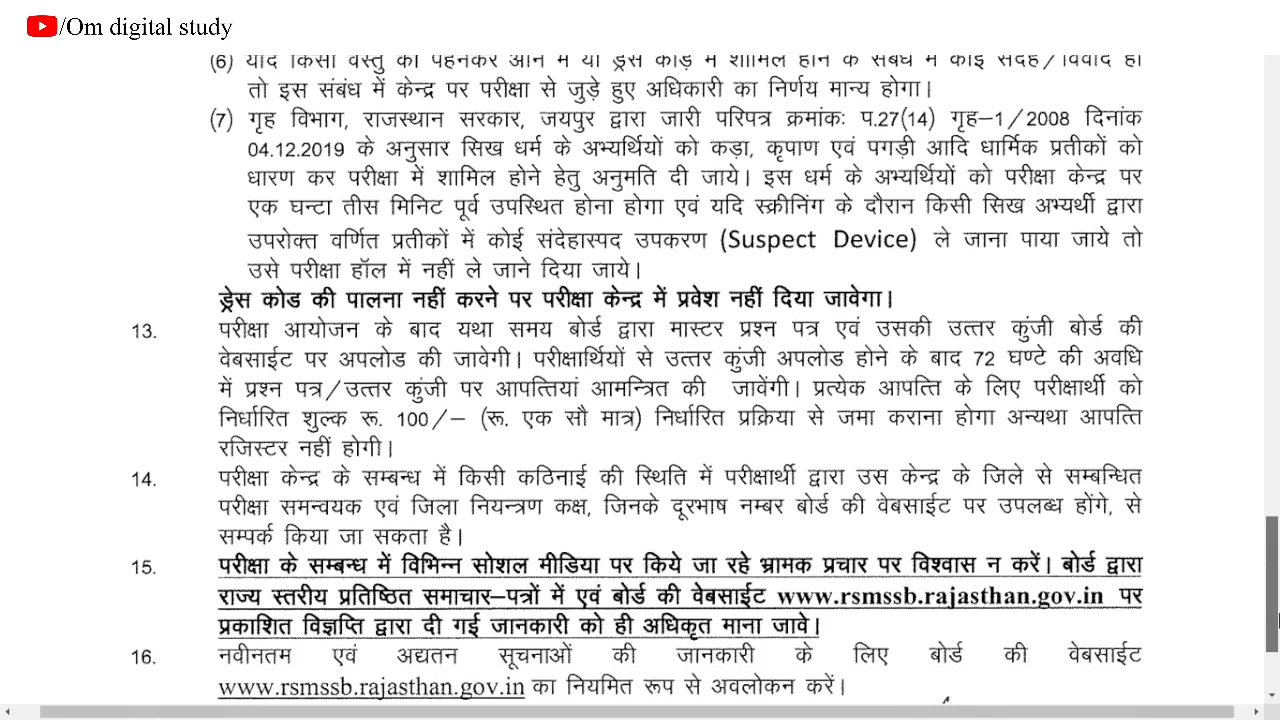 /Om digital study
(6) यदि किसी वस्तु को पहनकर आने में या ड्रेस कोड में शामिल होने के संबंध में कोई संदेह/विवाद हो
तो इस संबंध में केन्द्र पर परीक्षा से जुड़े हुए अधिकारी का निर्णय मान्य होगा।
(7) गृह विभाग, राजस्थान सरकार, जयपुर द्वारा जारी परिपत्र क्रमांकः प.27(14) गृह–1/2008 दिनांक
04.12.2019 के अनुसार सिख धर्म के अभ्यर्थियों को कड़ा, कृपाण एवं पगड़ी आदि धार्मिक प्रतीकों को
धारण कर परीक्षा में शामिल होने हेतु अनुमति दी जाये। इस धर्म के अभ्यर्थियों को परीक्षा केन्द्र पर
एक घन्टा तीस मिनिट पूर्व उपस्थित होना होगा एवं यदि स्क्रीनिंग के दौरान किसी सिख अभ्यर्थी द्वारा
उपरोक्त वर्णित प्रतीकों में कोई संदेहास्पद उपकरण (Suspect Device) ले जाना पाया जाये तो
उसे परीक्षा हॉल में नहीं ले जाने दिया जाये।
ड्रेस कोड की पालना नहीं करने पर परीक्षा केन्द्र में प्रवेश नहीं दिया जावेगा।
13. परीक्षा आयोजन के बाद यथा समय बोर्ड द्वारा मास्टर प्रश्न पत्र एवं उसकी उत्तर कुंजी बोर्ड की
वेबसाईट पर अपलोड की जावेगी। परीक्षार्थियों से उत्तर कुंजी अपलोड होने के बाद 72 घण्टे की अवधि
में प्रश्न पत्र/उत्तर कुंजी पर आपत्तियां आमन्त्रित की जावेंगी। प्रत्येक आपत्ति के लिए परीक्षार्थी को
निर्धारित शुल्क रू. 100/– (रू. एक सौ मात्र) निर्धारित प्रक्रिया से जमा कराना होगा अन्यथा आपत्ति
रजिस्टर नहीं होगी।
14. परीक्षा केन्द्र के सम्बन्ध में किसी कठिनाई की स्थिति में परीक्षार्थी द्वारा उस केन्द्र के जिले से सम्बन्धित
परीक्षा समन्वयक एवं जिला नियन्त्रण कक्ष, जिनके दूरभाष नम्बर बोर्ड की वेबसाईट पर उपलब्ध होंगे, से
सम्पर्क किया जा सकता है।
15. परीक्षा के सम्बन्ध में विभिन्न सोशल मीडिया पर किये जा रहे भ्रामक प्रचार पर विश्वास न करें। बोर्ड द्वारा
राज्य स्तरीय प्रतिष्ठित समाचार–पत्रों में एवं बोर्ड की वेबसाईट www.rsmssb.rajasthan.gov.in पर
प्रकाशित विज्ञप्ति द्वारा दी गई जानकारी को ही अधिकृत माना जावे।
16. नवीनतम एवं अद्यतन सूचनाओं की जानकारी के लिए बोर्ड की वेबसाईट
www.rsmssb.rajasthan.gov.in का नियमित रूप से अवलोकन करें।